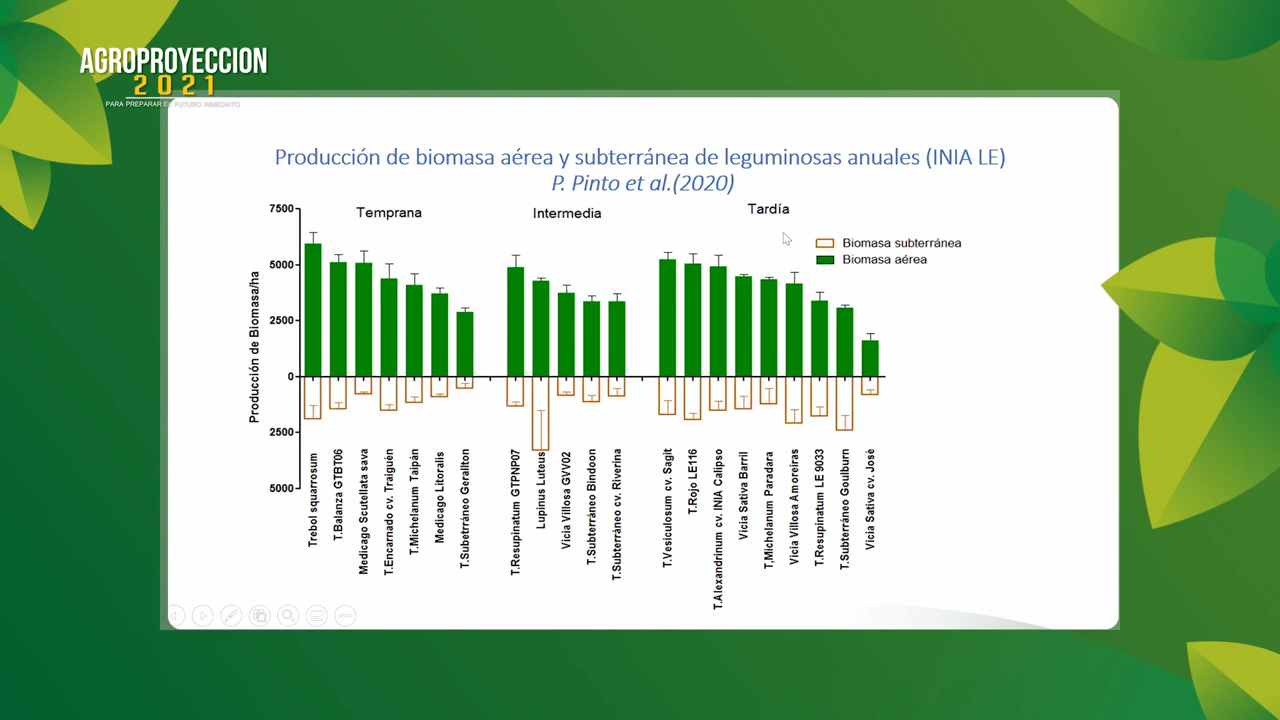 AGROPROYECCION
2021
PARA PREPARAR EL FUTURO INMEDIATO
Producción de biomasa aérea y subterránea de leguminosas anuales (INIA LE)
P. Pinto et al.(2020)
Temprana
Intermedia
Tardía
Biomasa subterránea
Biomasa aérea
Producción de Biomasa/ha
7500
5000
2500
0
2500
5000
Trebol squarrosum
T.Balanza GTBT06
Medicago Scutellata sava
T.Encarnado cv. Traiguén
T.Michelanum Taipán
Medicago Litoralis
T.Subetrráneo Gerallton
T.Resupinatum GTPNP07
Lupinus Luteus
Vicia Villosa GVV02
T.Subterráneo Bindoon
T.Subterráneo cv. Riverina
T.Vesiculosum cv. Sagit
T.Rojo LE116
T.Alexandrinum cv. INIA Calipso
Vicia Sativa Barril
T,Michelanum Paradara
Vicia Villosa Amoreiras
T.Resupinatum LE 9033
T.Subterráneo Goulburn
Vicia Sativa cv. José